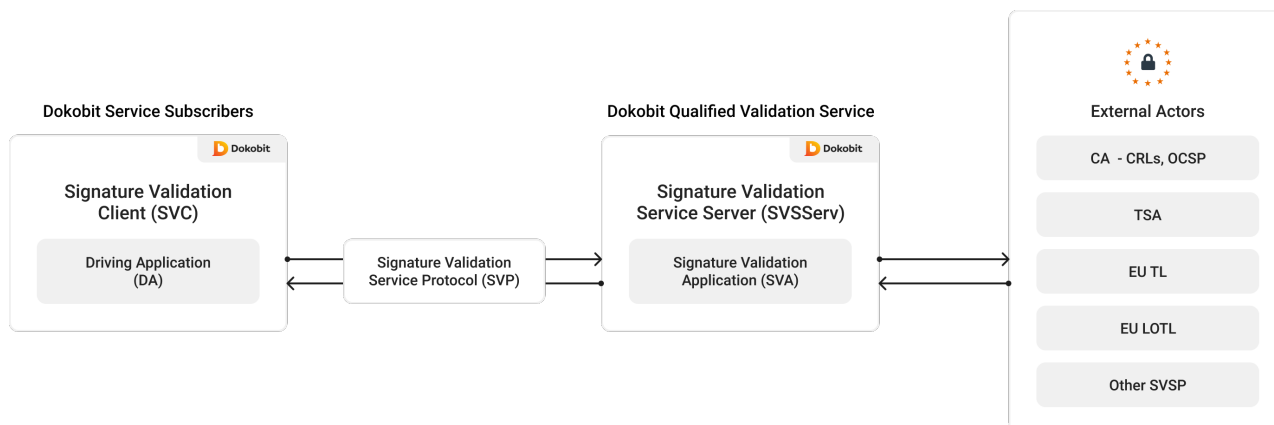 Dokobit Service Subscribers
Dokobit
Signature Validation
Client (SVC)
Driving Application
(DA)
Signature Validation
Service Protocol (SVP)
Dokobit Qualified Validation Service
Dokobit
Signature Validation
Service Server (SVSServ)
Signature Validation
Application (SVA)
External Actors
CA - CRLs, OCSP
TSA
EU TL
EU LOTL
Other SVSP